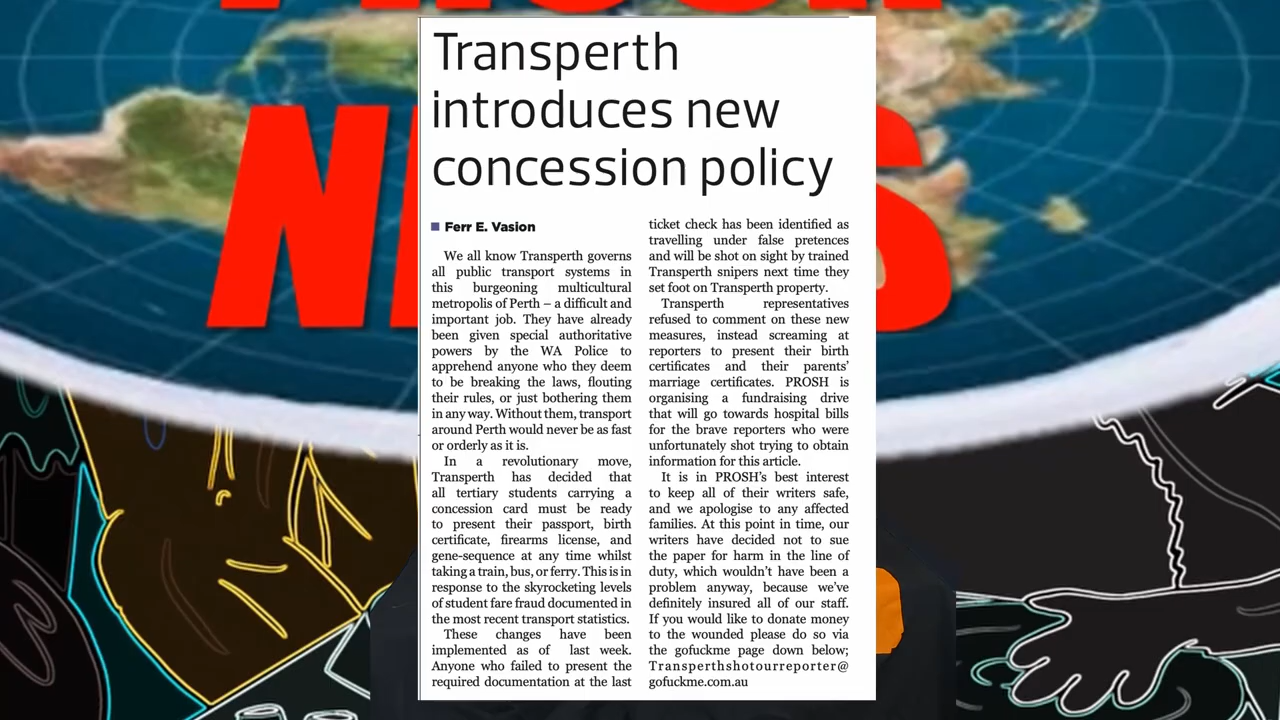 Transperth
introduces new
concession policy
Ferr E. Vasion
We all know Transperth governs
all public transport systems in
this burgeoning multicultural
metropolis of Perth – a difficult and
important job. They have already
been given special authoritative
powers by the WA Police to
apprehend anyone who they deem
to be breaking the laws, flouting
their rules, or just bothering them
in any way. Without them, transport
around Perth would never be as fast
or orderly as it is.
In a revolutionary move,
Transperth has decided that
all tertiary students carrying a
concession card must be ready
to present their passport, birth
certificate, firearms license, and
gene-sequence at any time whilst
taking a train, bus, or ferry. This is in
response to the skyrocketing levels
of student fare fraud documented in
the most recent transport statistics.
These changes have been
implemented as of last week.
Anyone who failed to present the
required documentation at the last
ticket check has been identified as
travelling under false pretences
and will be shot on sight by trained
Transperth snipers next time they
set foot on Transperth property.
Transperth representatives
refused to comment on these new
measures, instead screaming at
reporters to present their birth
certificates and their parents'
marriage certificates. PROSH is
organising a fundraising drive
that will go towards hospital bills
for the brave reporters who were
unfortunately shot trying to obtain
information for this article.
It is in PROSH's best interest
to keep all of their writers safe,
and we apologise to any affected
families. At this point in time, our
writers have decided not to sue
the paper for harm in the line of
duty, which wouldn't have been a
problem anyway, because we've
definitely insured all of our staff.
If you would like to donate money
to the wounded please do so via
the gofuckme page down below;
Transperthshotourreporter@
gofuckme.com.au